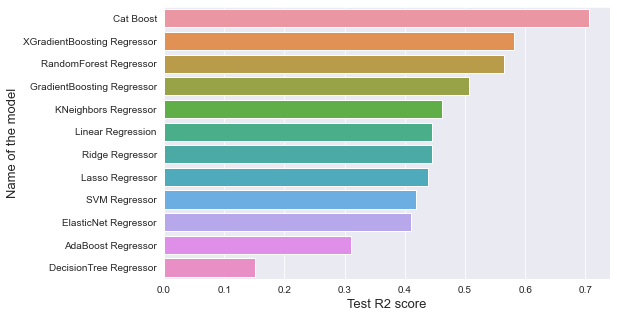 Name of the model
Cat Boost
XGradientBoosting Regressor
RandomForest Regressor
GradientBoosting Regressor
KNeighbors Regressor
Linear Regression
Ridge Regressor
Lasso Regressor
SVM Regressor
ElasticNet Regressor
AdaBoost Regressor
DecisionTree Regressor
0.0 0.1 0.2 0.3 0.4 0.5 0.6 0.7
Test R2 score